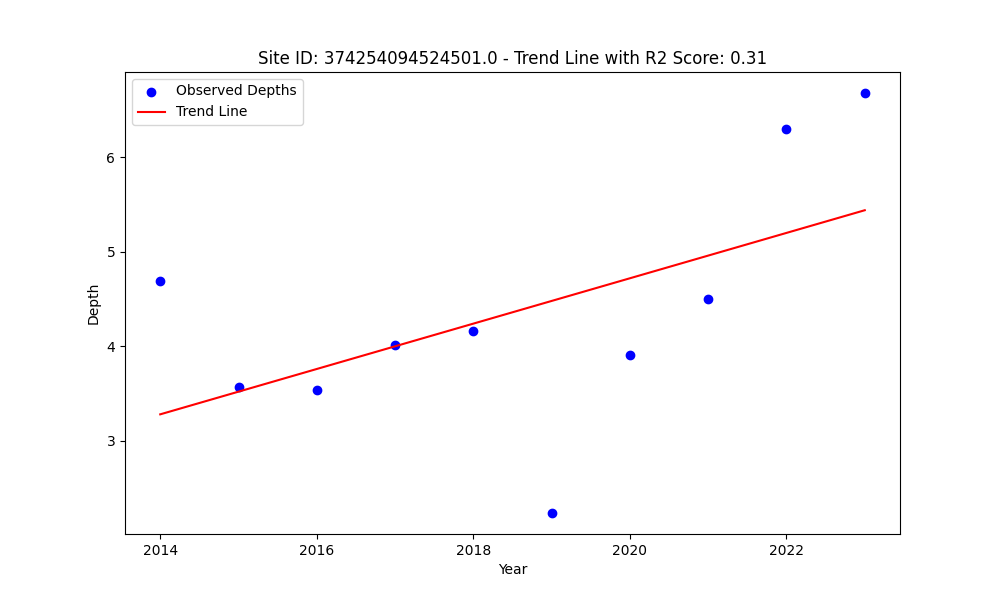 Site ID: 374254094524501.0 - Trend Line with R2 Score: 0.31
Observed Depths
Trend Line
6
5
4
3
Depth
2014
2016
2018
2020
2022
Year